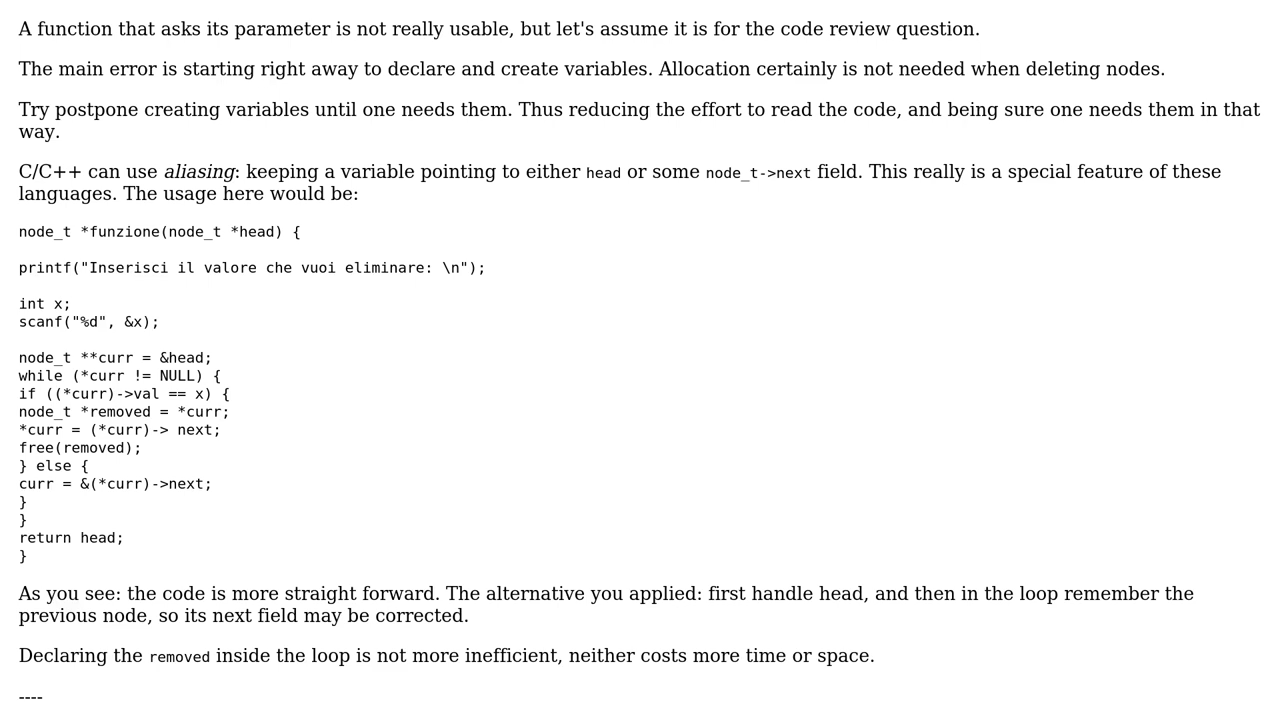 A function that asks its parameter is not really usable, but let's assume it is for the code review question.
The main error is starting right away to declare and create variables. Allocation certainly is not needed when deleting nodes.
Try postpone creating variables until one needs them. Thus reducing the effort to read the code, and being sure one needs them in that
way.
C/C++ can use aliasing: keeping a variable pointing to either head or some node_t->next field. This really is a special feature of these
languages. The usage here would be:
node_t *funzione(node_t *head) {
printf("Inserisci il valore che vuoi eliminare: \n");
int x;
scanf("%d", &x);
node_t **curr = &head;
while (*curr != NULL) {
if ((*curr)->val == x) {
node_t *removed = *curr;
*curr = (*curr)-> next;
free(removed);
} else {
curr = &(*curr)->next;
}
}
return head;
}
As you see: the code is more straight forward. The alternative you applied: first handle head, and then in the loop remember the
previous node, so its next field may be corrected.
Declaring the removed inside the loop is not more inefficient, neither costs more time or space.
----